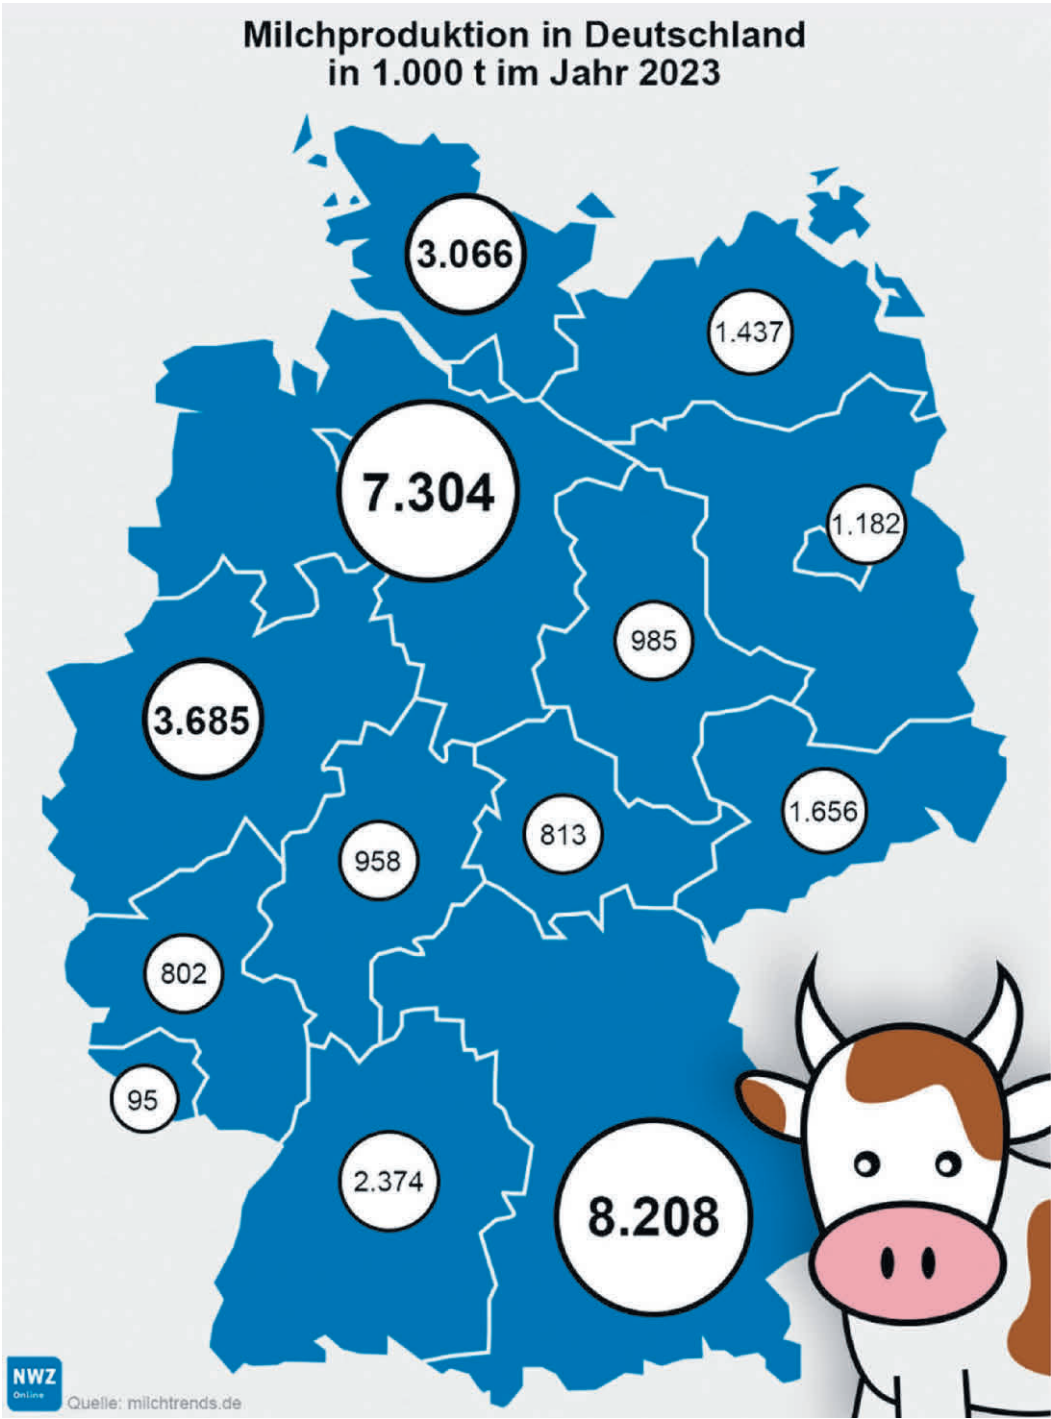 Milchproduktion in Deutschland
in 1.000 t im Jahr 2023
3.066
1.437
7.304
1.182
985
3.685
1.656
813
958
802
95
2.374
8.208
NWZ
Online
Quelle: milchtrends.de